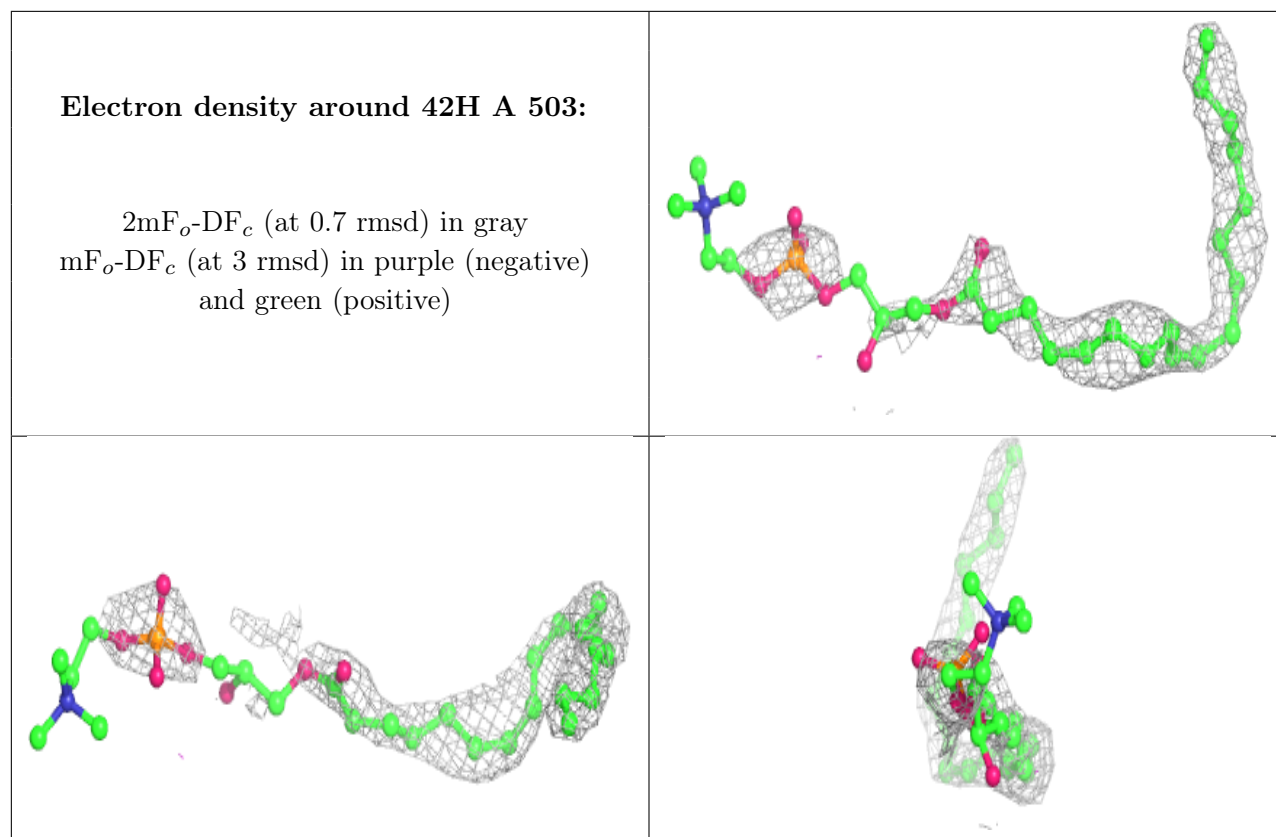 Electron density around 42H A 503:
2mFo-DFc (at 0.7 rmsd) in gray
mFo-DFc (at 3 rmsd) in purple (negative)
and green (positive)